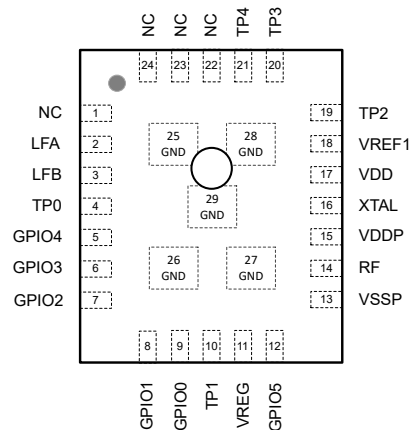 NC
NC
NC
TP4
TP3
24
23
22
21
20
NC 1
LFA 2
LFB 3
TP0 4
GPIO4 5
GPIO3 6
GPIO2 7
25
GND
28
GND
29
GND
26
GND
27
GND
19 TP2
18 VREF1
17 VDD
16 XTAL
15 VDDP
14 RF
13 VSSP
8
9
10
11
12
GPIO1
GPIO0
TP1
VREG
GPIO5